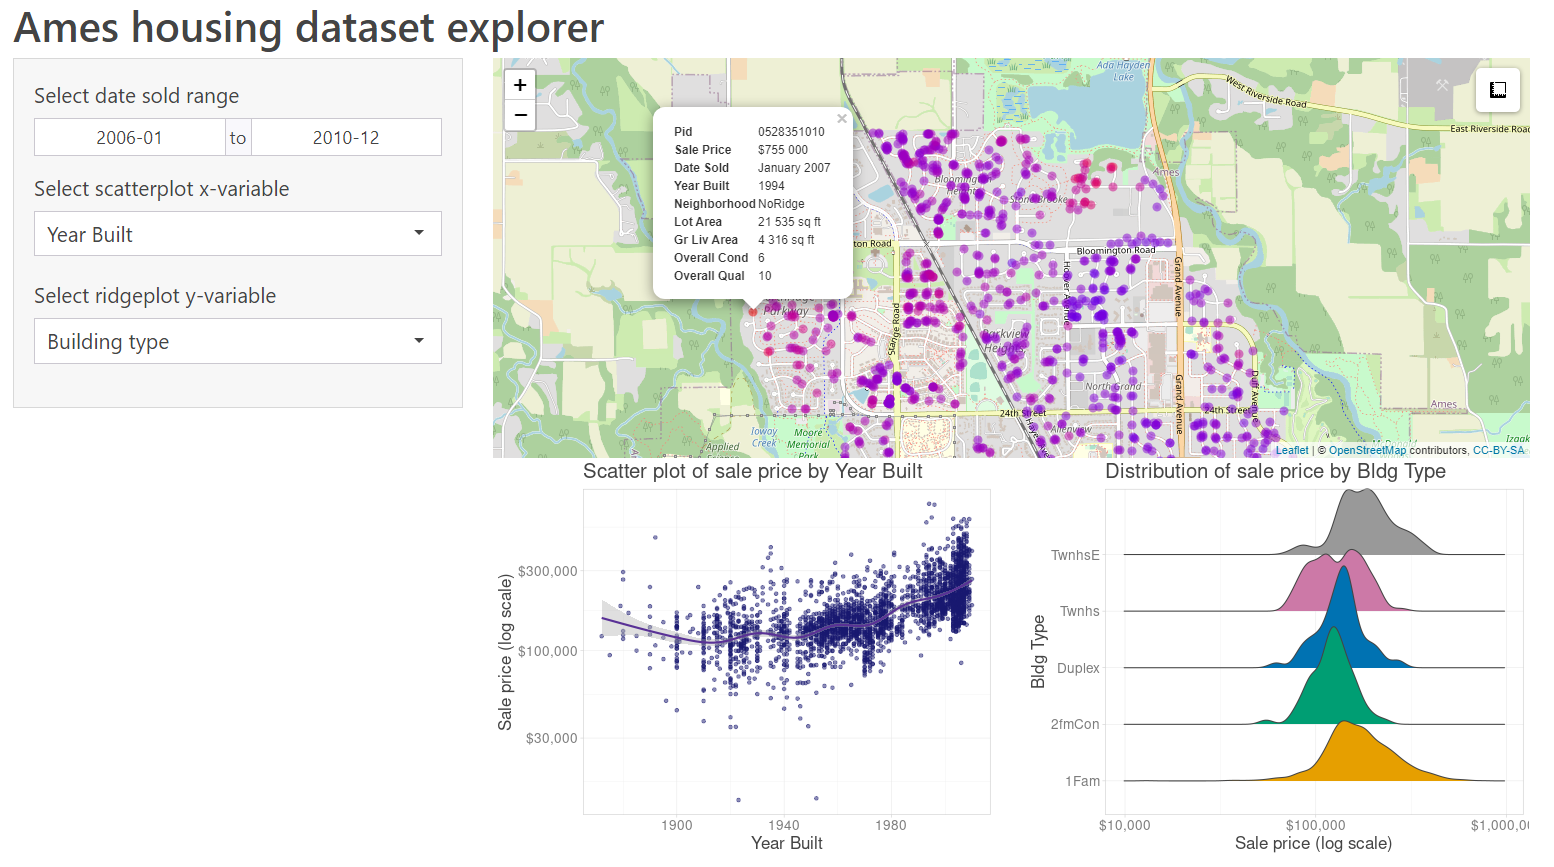 Ames housing dataset explorer
Select date sold range
2006-01 to 2010-12
Select scatterplot x-variable
Year Built
Select ridgeplot y-variable
Building type
+
−
×
Pid 0528351010
Sale Price $755 000
Date Sold January 2007
Year Built 1994
Neighborhood NoRidge
Lot Area 21 535 sq ft
Gr Liv Area 4 316 sq ft
Overall Cond 6
Overall Qual 10
Ada Hayden
Lake
West Riverside Road
East Riverside Road
Ames
Stone Brooke
ton Road
Bloomington Road
Grand Avenue
Stange Road
Parkway
Parkview
Heights
North Grand
Grand Avenue
Duff Avenue
24th Street
24th Street
Ames
Allenview
Ioway
Creek
Moore
Memorial
Park
Applied
Leaflet | © OpenStreetMap contributors, CC-BY-SA
Scatter plot of sale price by Year Built
Sale price (log scale)
$300,000
$100,000
$30,000
1900 1940 1980
Year Built
Distribution of sale price by Bldg Type
Bldg Type
TwnhsE
Twnhs
Duplex
2fmCon
1Fam
$10,000 $100,000 $1,000,0
Sale price (log scale)